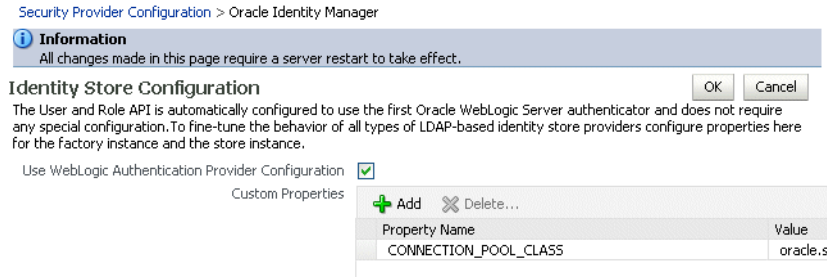 Security Provider Configuration > Oracle Identity Manager
Information
All changes made in this page require a server restart to take effect.
Identity Store Configuration
OK Cancel
The User and Role API is automatically configured to use the first Oracle WebLogic Server authenticator and does not require
any special configuration.To fine-tune the behavior of all types of LDAP-based identity store providers configure properties here
for the factory instance and the store instance.
Use WebLogic Authentication Provider Configuration
Custom Properties
Add Delete...
Property Name Value
CONNECTION_POOL_CLASS oracle.s